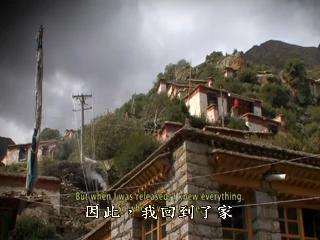 But when I was released, I knew everything.
因此，我回到了家